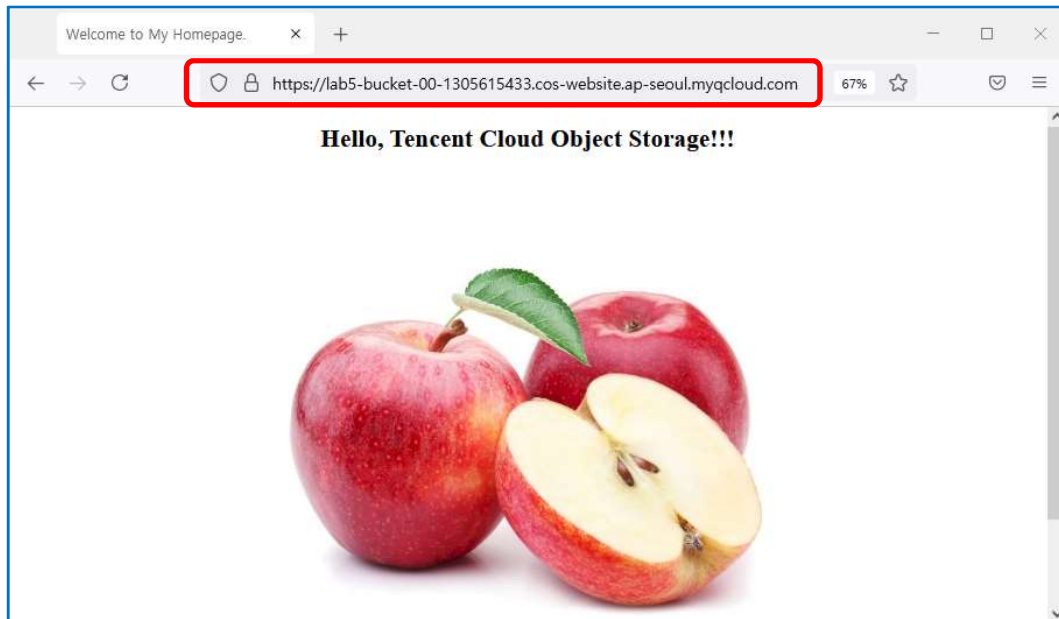 Welcome to My Homepage.
https://lab5-bucket-00-1305615433.cos-website.ap-seoul.myqcloud.com
67%
Hello, Tencent Cloud Object Storage!!!